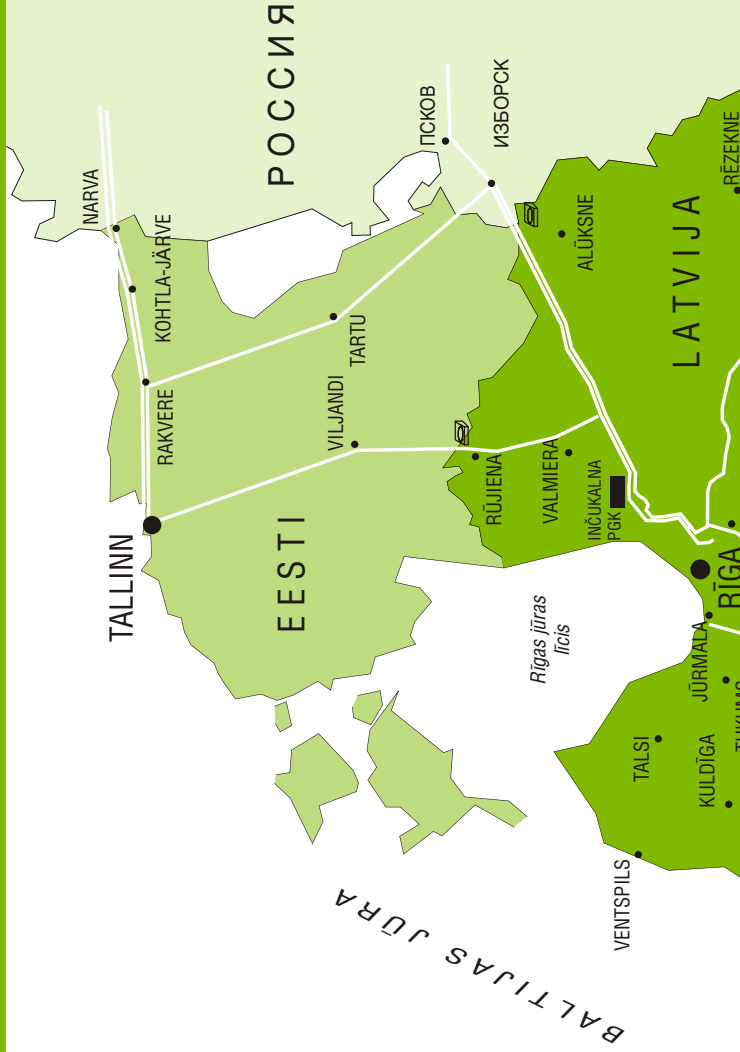 РОССИЯ
NARVA
KOHTLA-JÄRVE
RAKVERE
TALLINN
EESTI
VILJANDI
TARTU
ПСКОВ
ИЗБОРСК
ALŪKSNE
LATVIJA
RĒZEKNE
RŪJIENA
VALMIERA
INČUKALNA
PGK
RĪGA
Rīgas jūras
līcis
JŪRMALA
TALSI
KULDĪGA
VENTSPILS
BALTIJAS JŪRA